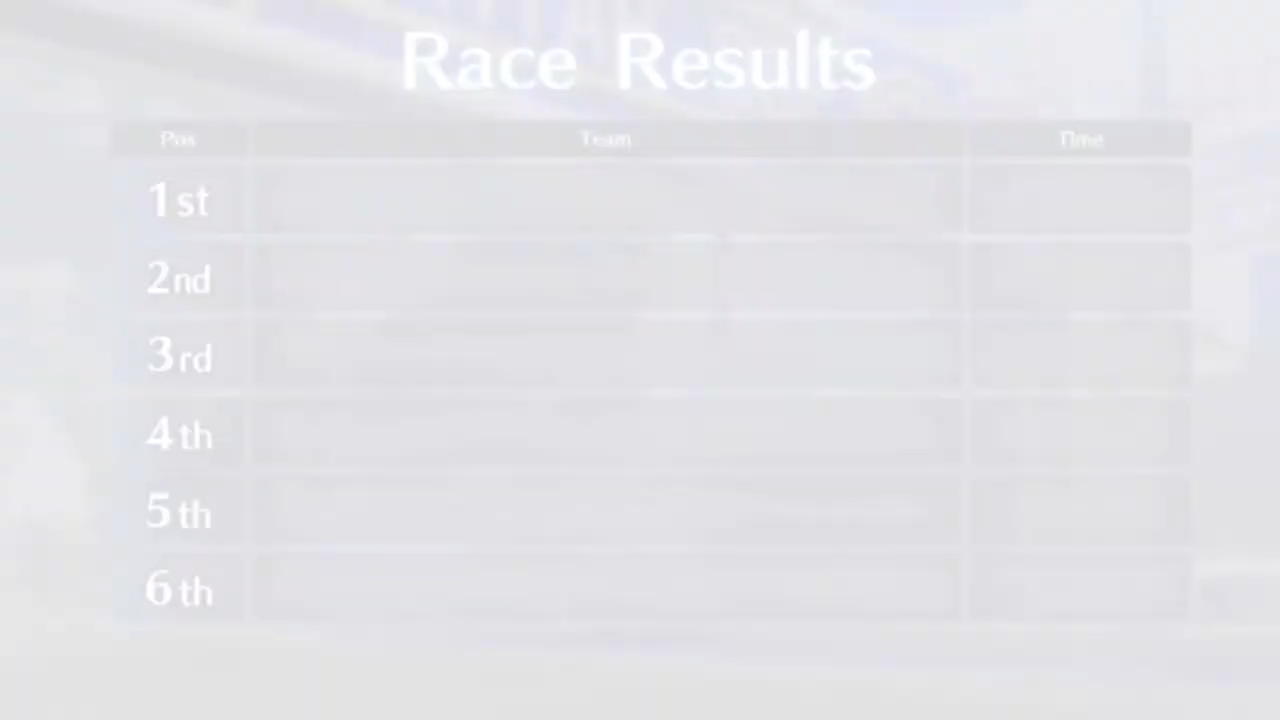 Race Results
Pos Team Time
1st
2nd
3rd
4th
5th
6th